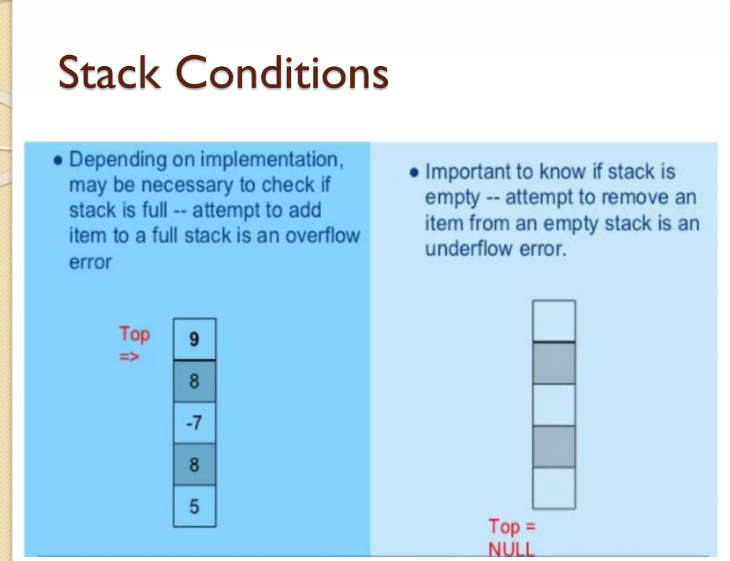 Stack Conditions
• Depending on implementation,
may be necessary to check if
stack is full -- attempt to add
item to a full stack is an overflow
error
Top
=>
9
8
-7
8
5
• Important to know if stack is
empty -- attempt to remove an
item from an empty stack is an
underflow error.
Top =
NULL